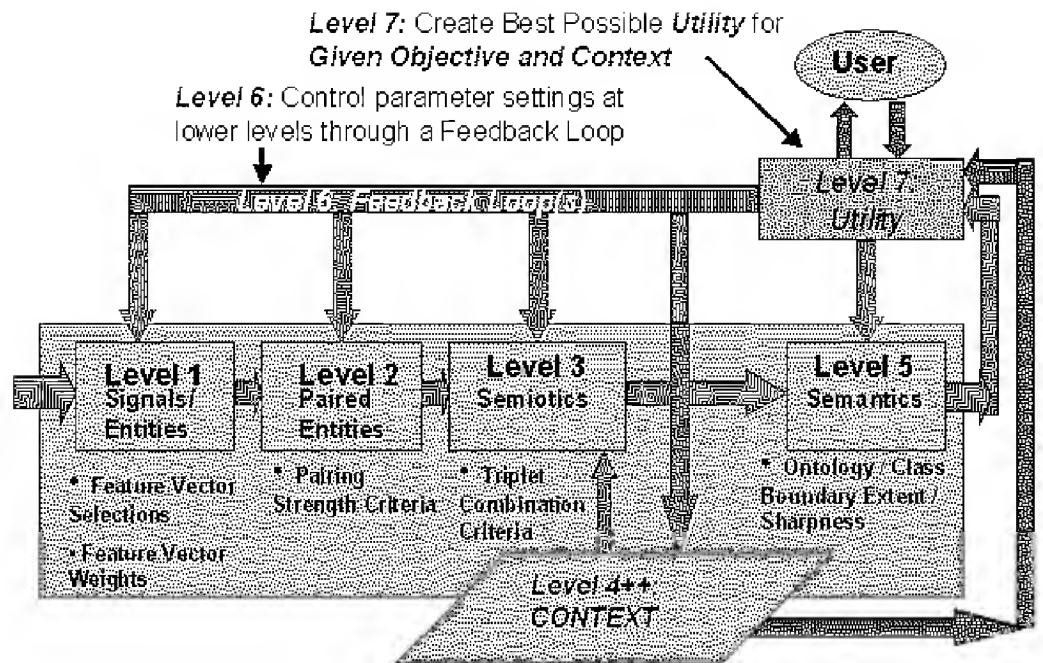 Level 7: Create Best Possible Utility for
Given Objective and Context
User
Level 6: Control parameter settings at
lower levels through a Feedback Loop
Level 6 Feedback Loop(s)
Level 7
Utility
Level 1
Signals/
Entities
Level 2
Paired
Entities
Level 3
Semiotics
Level 5
Semantics
• Feature Vector
Selections
• Feature Vector
Weights
• Pairing
Strength Criteria
• Triplet
Combination
Criteria
• Ontology / Class
Boundary Extent /
Sharpness
Level 4++
CONTEXT